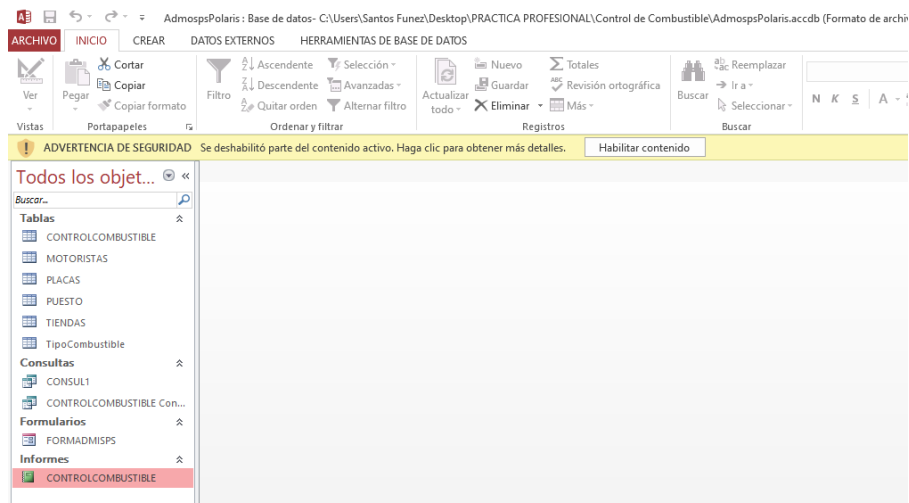 AdmospsPolaris : Base de datos- C:\Users\Santos Funez\Desktop\PRACTICA PROFESIONAL\Control de Combustible\AdmospsPolaris.accdb (Formato de archiv
ARCHIVO INICIO CREAR DATOS EXTERNOS HERRAMIENTAS DE BASE DE DATOS
Ver
Pegar
Cortar
Copiar
Copiar formato
Filtro
Ascendente
Descendente
Quitar orden
Selección
Avanzadas
Alternar filtro
Actualizar
todo
Nuevo
Guardar
Eliminar
Totales
Revisión ortográfica
Más
Buscar
Reemplazar
Ir a
Seleccionar
N K S A
Vistas Portapapeles Ordenar y filtrar Registros Buscar
ADVERTENCIA DE SEGURIDAD Se deshabilitó parte del contenido activo. Haga clic para obtener más detalles. Habilitar contenido
Todos los objet...
Buscar...
Tablas
CONTROLCOMBUSTIBLE
MOTORISTAS
PLACAS
PUESTO
TIENDAS
TipoCombustible
Consultas
CONSUL1
CONTROLCOMBUSTIBLE Con...
Formularios
FORMADMISPS
Informes
CONTROLCOMBUSTIBLE